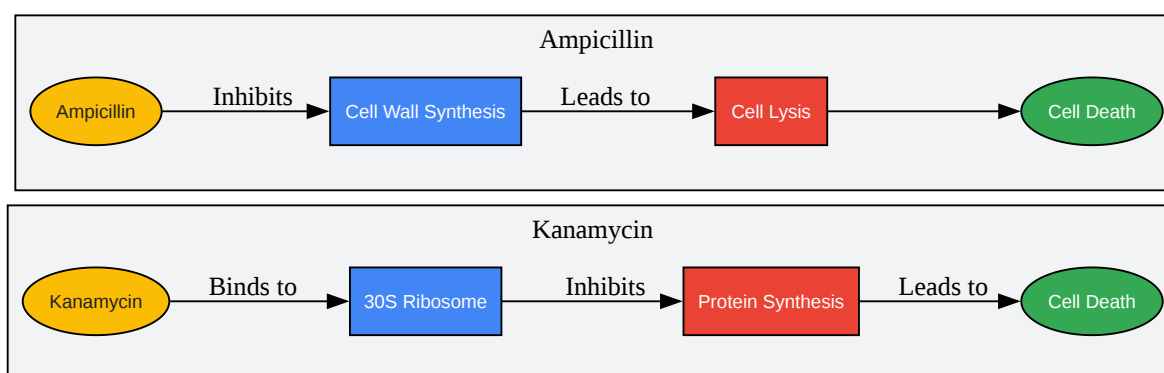 Ampicillin
Ampicillin
Inhibits
Cell Wall Synthesis
Leads to
Cell Lysis
Cell Death
Kanamycin
Kanamycin
Binds to
30S Ribosome
Inhibits
Protein Synthesis
Leads to
Cell Death